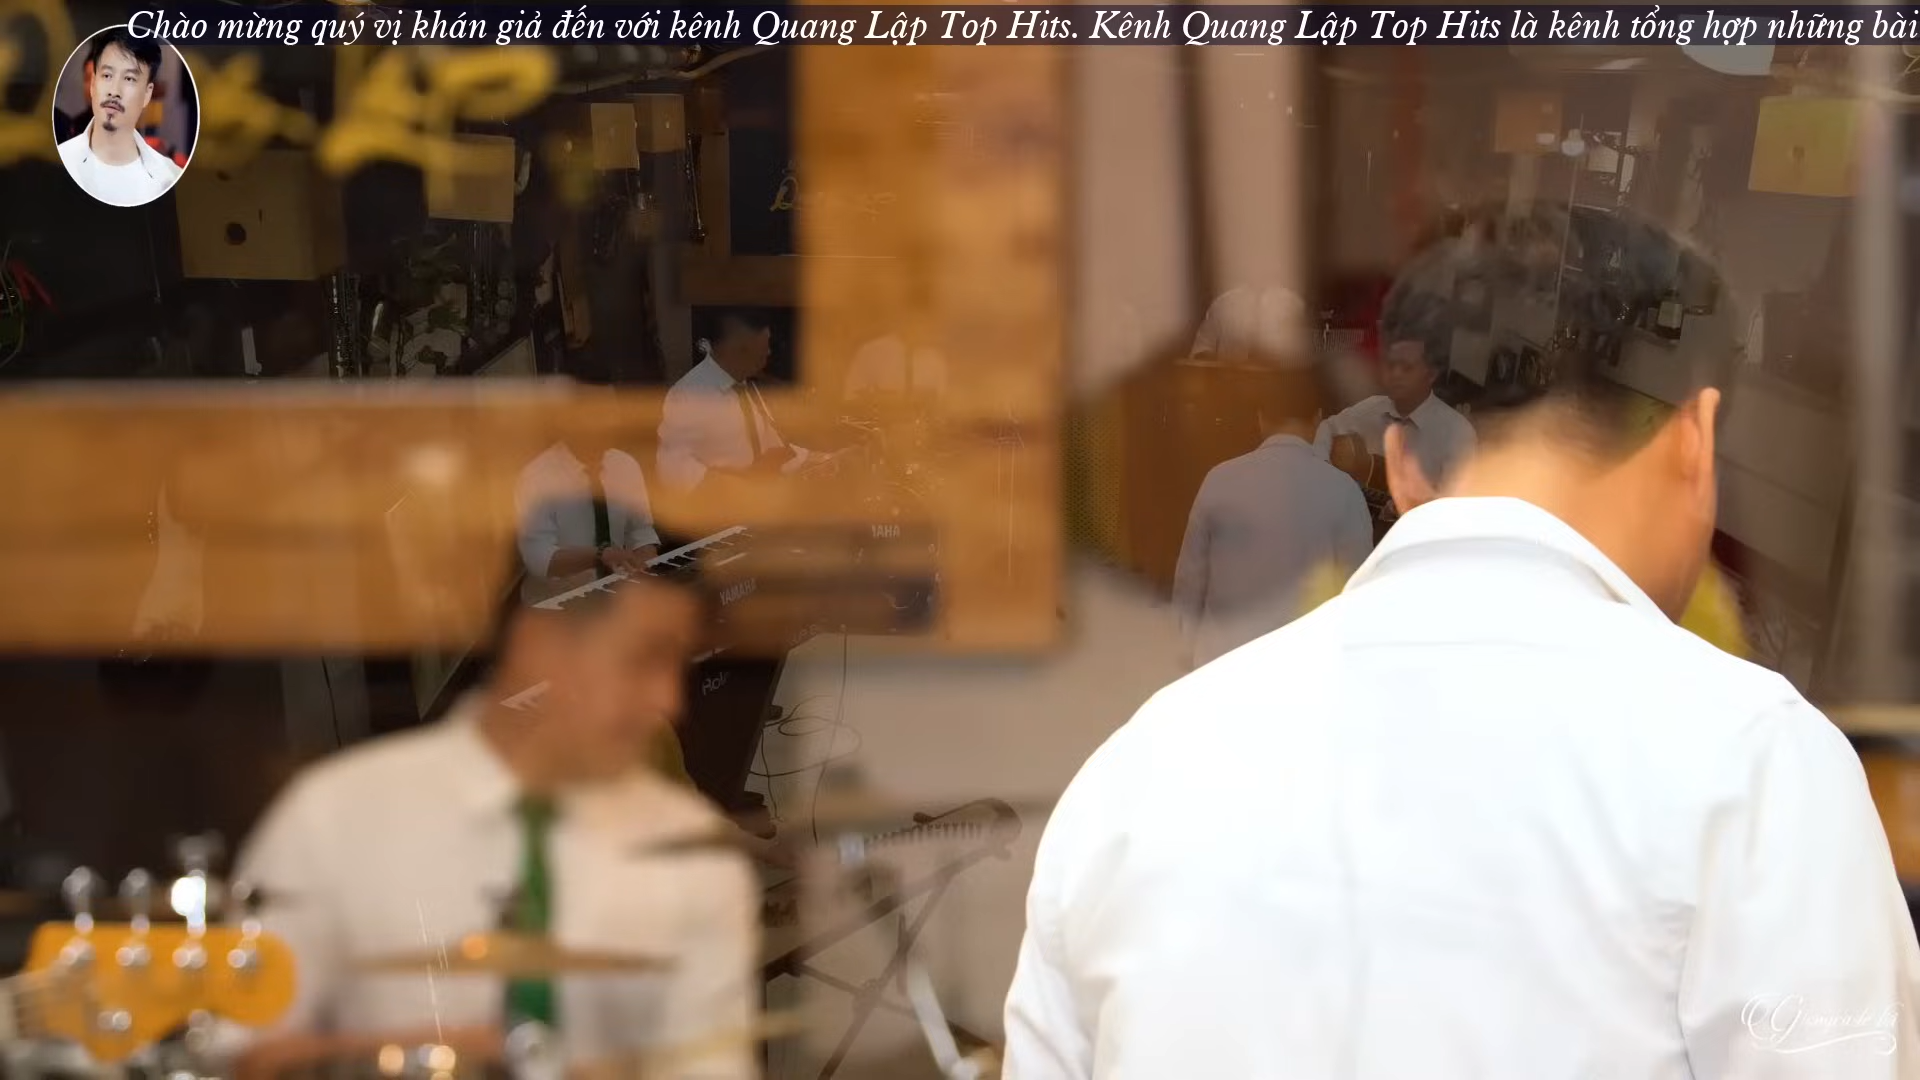 Chào mừng quý vị khán giả đến với kênh Quang Lập Top Hits. Kênh Quang Lập Top Hits là kênh tổng hợp những bài
YAHA
YAMAHA